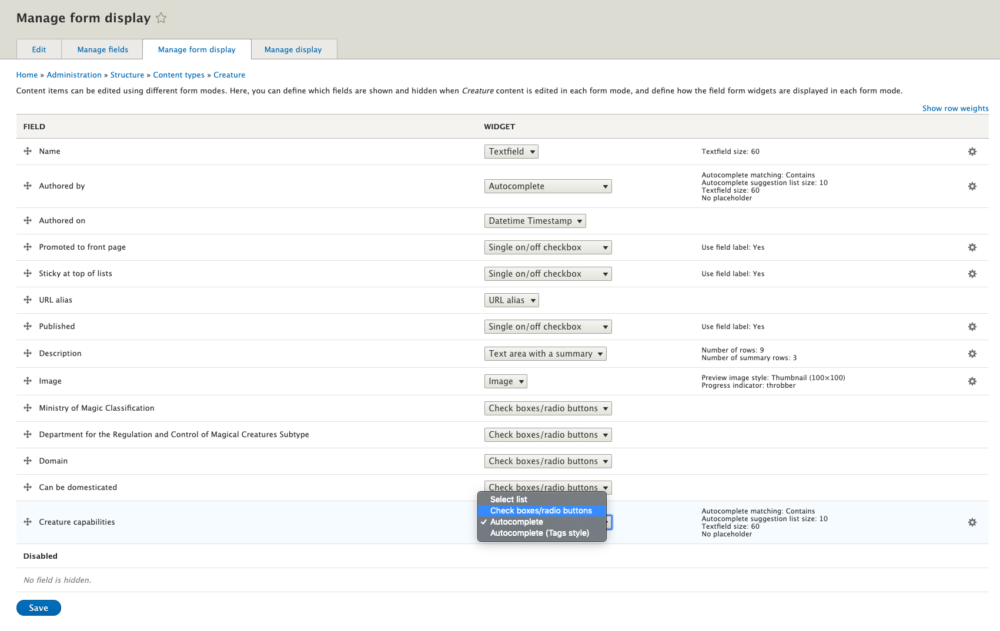 Manage form display
Edit Manage fields Manage form display Manage display
Home » Administration » Structure » Content types » Creature
Content items can be edited using different form modes. Here, you can define which fields are shown and hidden when Creature content is edited in each form mode, and define how the field form widgets are displayed in each form mode.
Show row weights
FIELD WIDGET
Name Textfield Textfield size: 60
Authored by Autocomplete Autocomplete matching: Contains
Autocomplete suggestion list size: 10
Textfield size: 60
No placeholder
Authored on Datetime Timestamp
Promoted to front page Single on/off checkbox Use field label: Yes
Sticky at top of lists Single on/off checkbox Use field label: Yes
URL alias URL alias
Published Single on/off checkbox Use field label: Yes
Description Text area with a summary Number of rows: 9
Number of summary rows: 3
Image Image Preview image style: Thumbnail (100×100)
Progress indicator: throbber
Ministry of Magic Classification Check boxes/radio buttons
Department for the Regulation and Control of Magical Creatures Subtype Check boxes/radio buttons
Domain Check boxes/radio buttons
Can be domesticated Check boxes/radio buttons
Select list
Check boxes/radio buttons
✓ Autocomplete
Autocomplete (Tags style)
Creature capabilities Autocomplete matching: Contains
Autocomplete suggestion list size: 10
Textfield size: 60
No placeholder
Disabled
No field is hidden.
Save